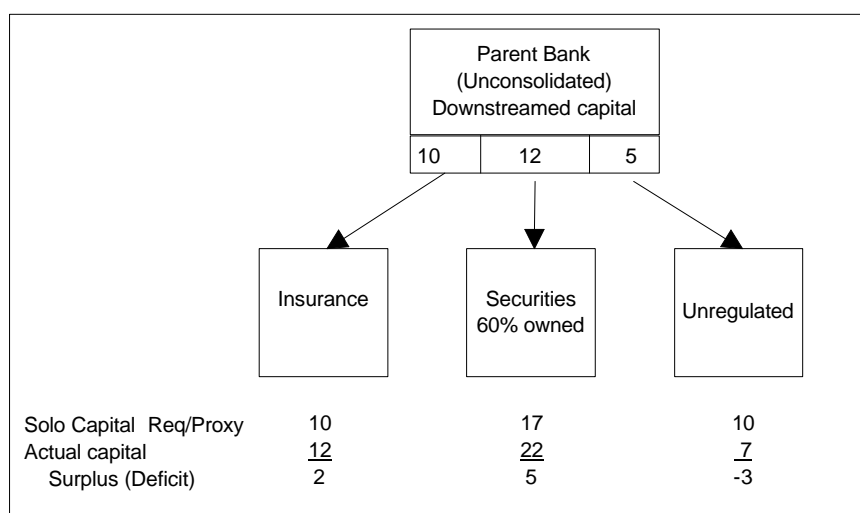 Parent Bank
(Unconsolidated)
Downstreamed capital
10 12 5
Insurance
Securities
60% owned
Unregulated
Solo Capital Req/Proxy 10 17 10
Actual capital 12 22 7
Surplus (Deficit) 2 5 -3